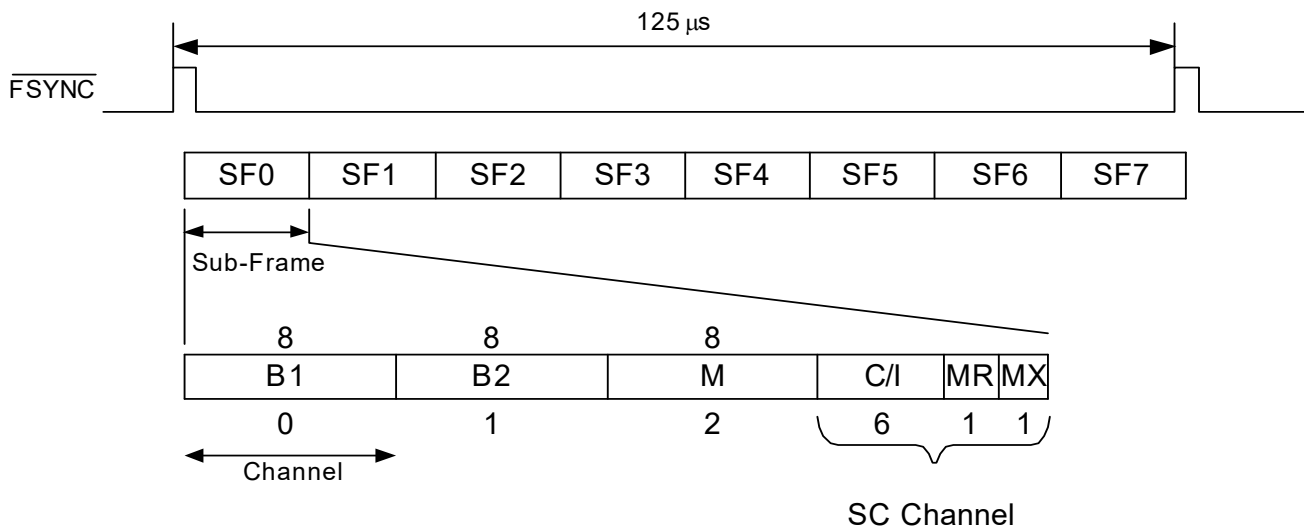 125 μs
FSYNC
SF0 SF1 SF2 SF3 SF4 SF5 SF6 SF7
Sub-Frame
8 8 8
B1 B2 M C/I MR MX
0 1 2 6 1 1
Channel
SC Channel